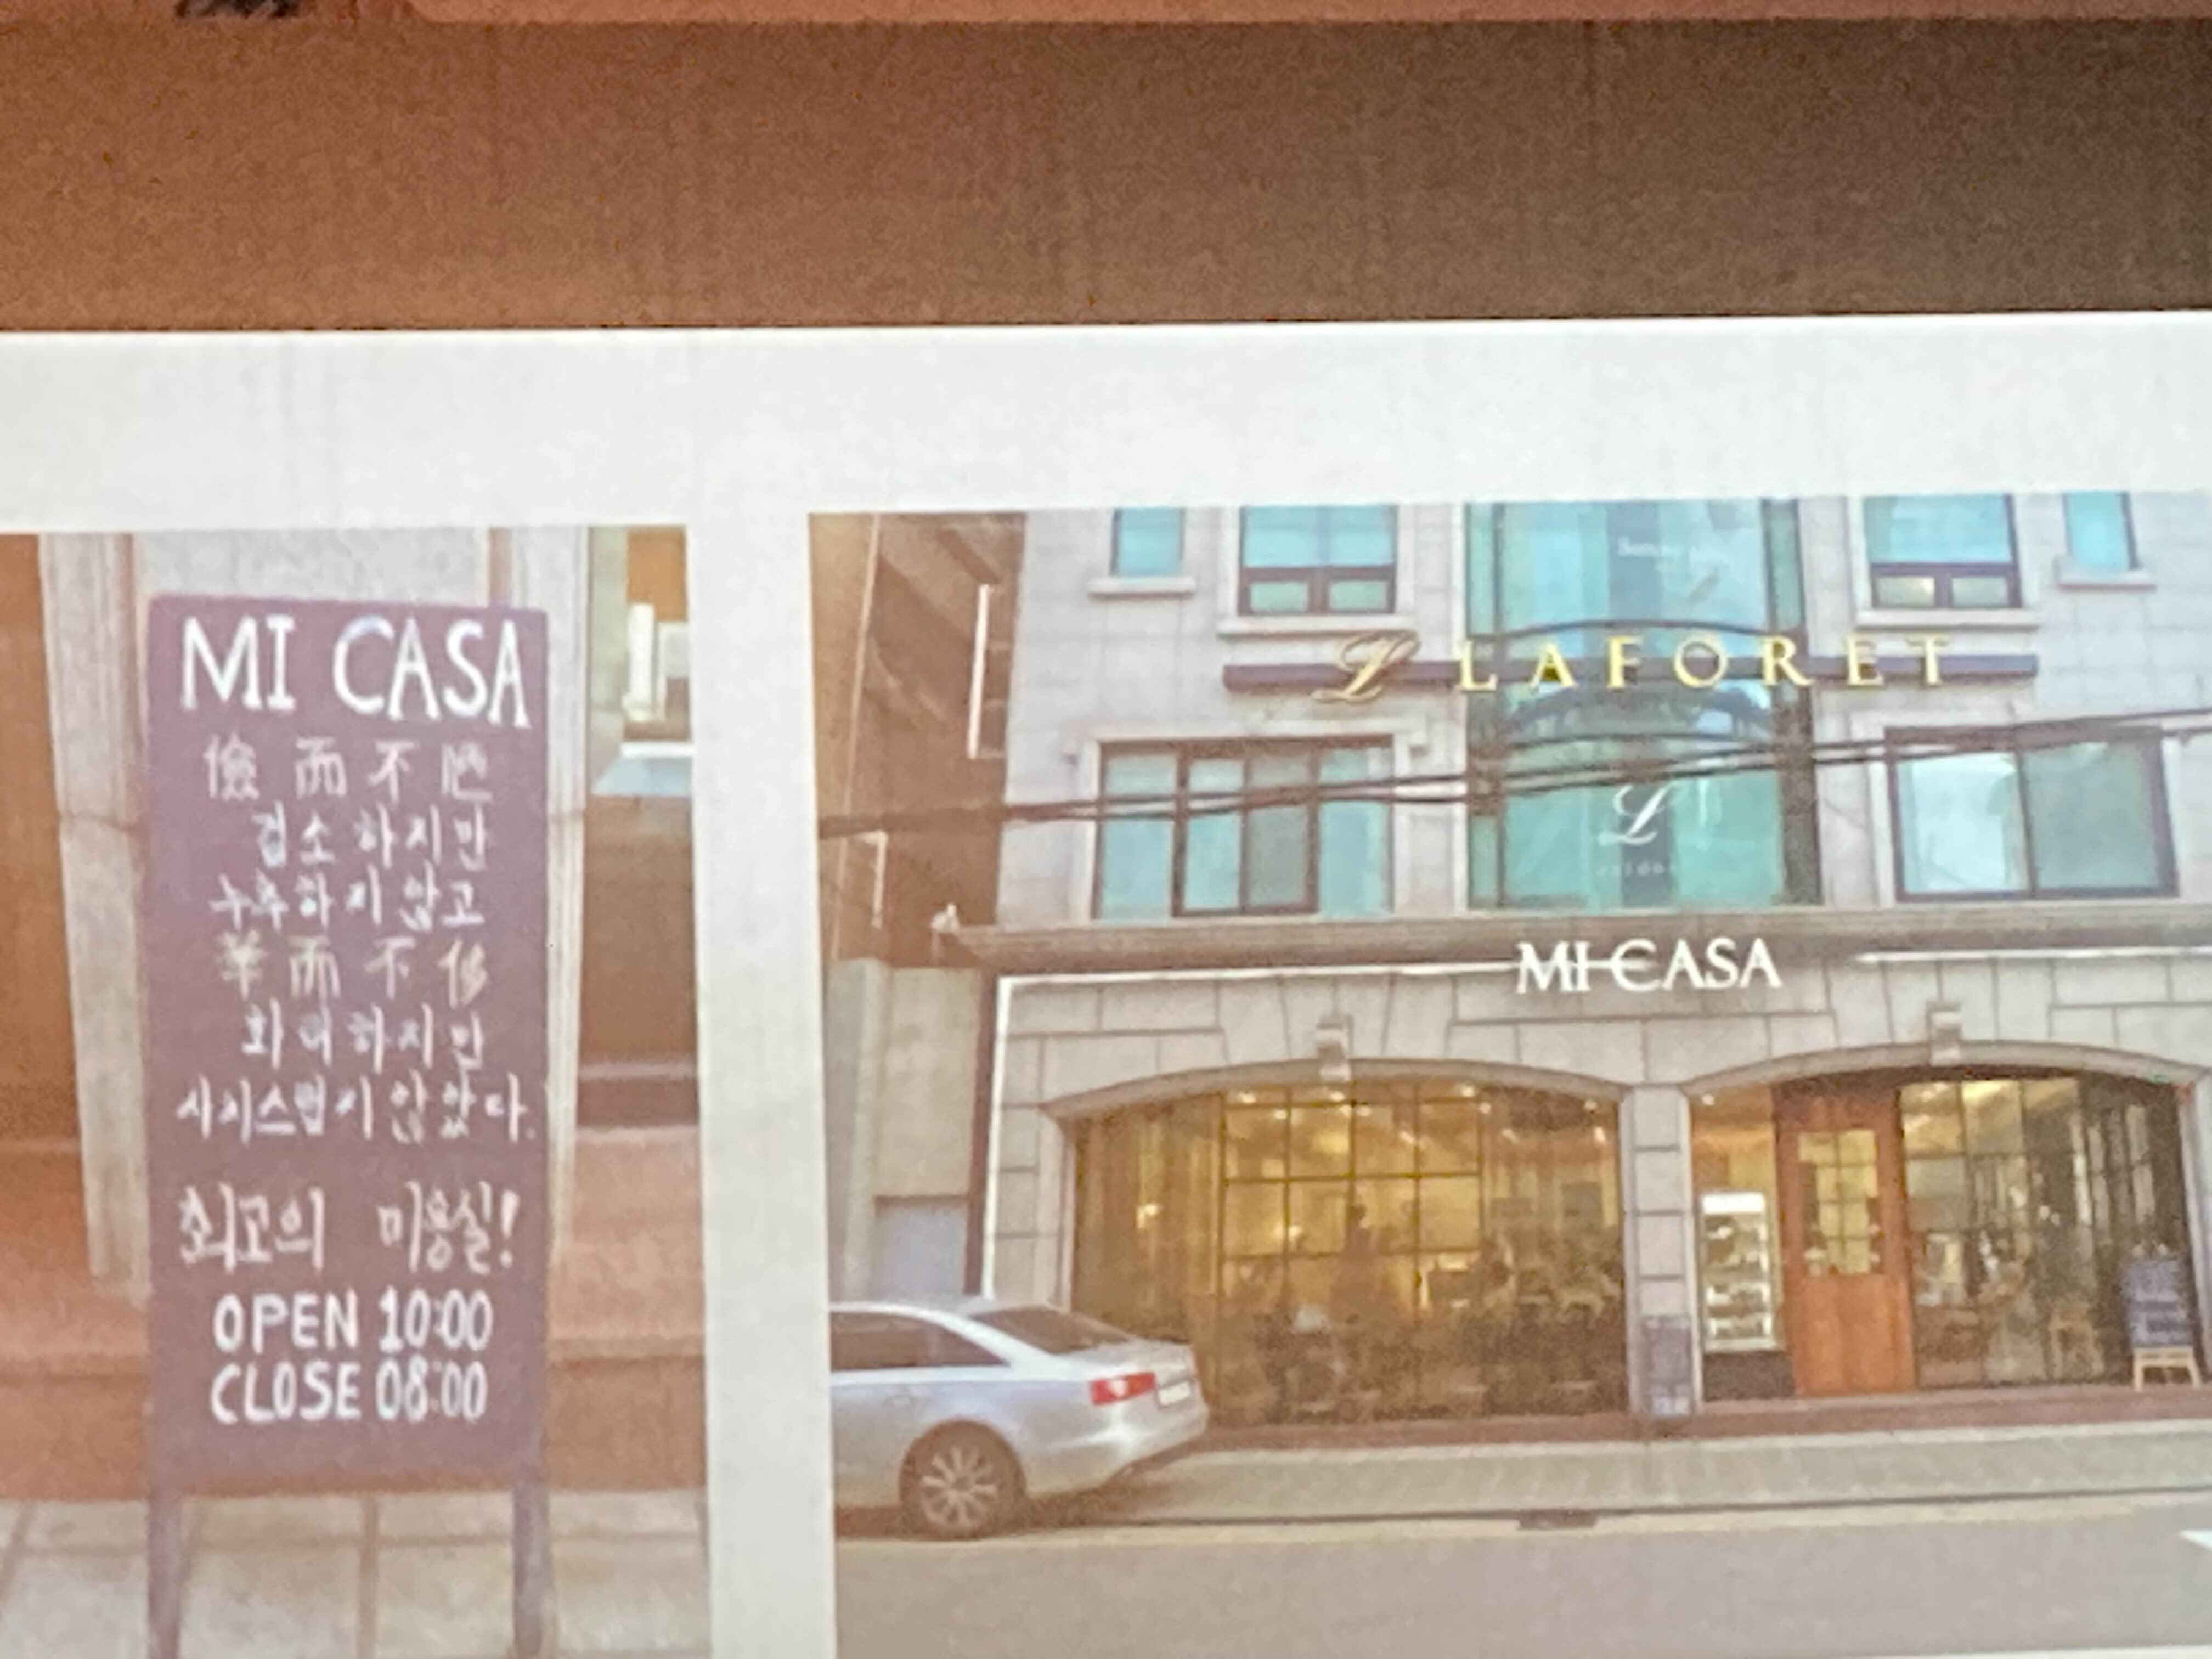 MI CASA
儉而不陋
검소하지만
누추하지 않고
華而不侈
화려하지만
사치스럽지 않았다.
최고의 미용실!
OPEN 10:00
CLOSE 08:00
L LAFORET
L
MI CASA